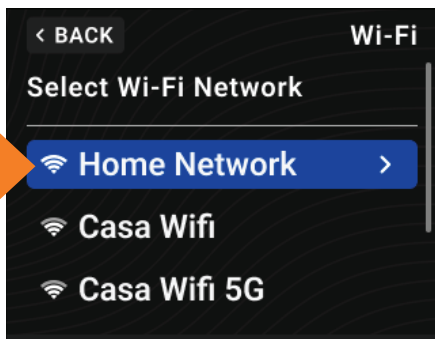 < BACK Wi-Fi
Select Wi-Fi Network
Home Network >
Casa Wifi
Casa Wifi 5G